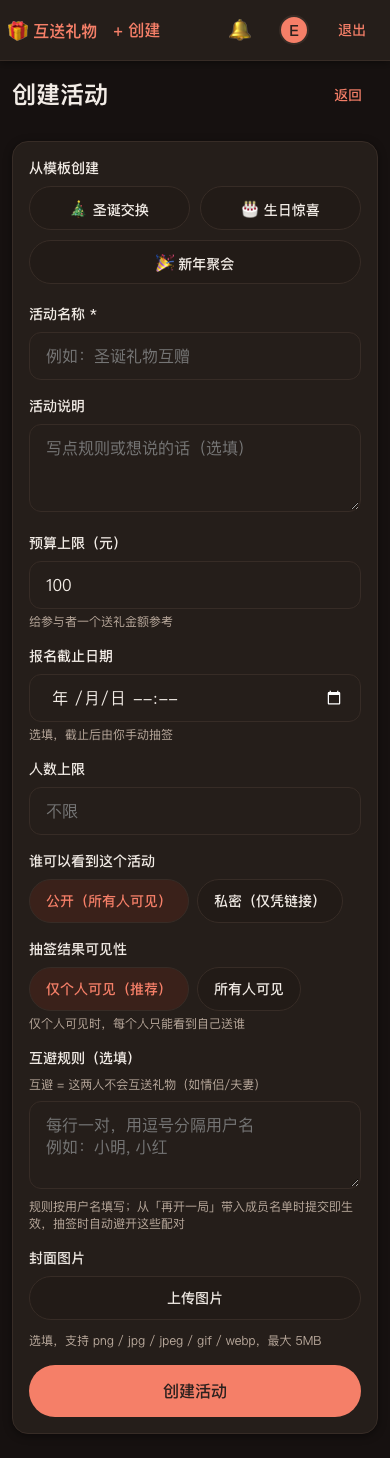 互送礼物 + 创建 E 退出
创建活动 返回
从模板创建
圣诞交换 生日惊喜
新年聚会
活动名称 *
例如：圣诞礼物互赠
活动说明
写点规则或想说的话（选填）
预算上限（元）
100
给参与者一个送礼金额参考
报名截止日期
年 /月/日 --:--
选填，截止后由你手动抽签
人数上限
不限
谁可以看到这个活动
公开（所有人可见） 私密（仅凭链接）
抽签结果可见性
仅个人可见（推荐） 所有人可见
仅个人可见时，每个人只能看到自己送谁
互避规则（选填）
互避 = 这两人不会互送礼物（如情侣/夫妻）
每行一对，用逗号分隔用户名
例如：小明, 小红
规则按用户名填写；从「再开一局」带入成员名单时提交即生
效，抽签时自动避开这些配对
封面图片
上传图片
选填，支持 png / jpg / jpeg / gif / webp，最大 5MB
创建活动